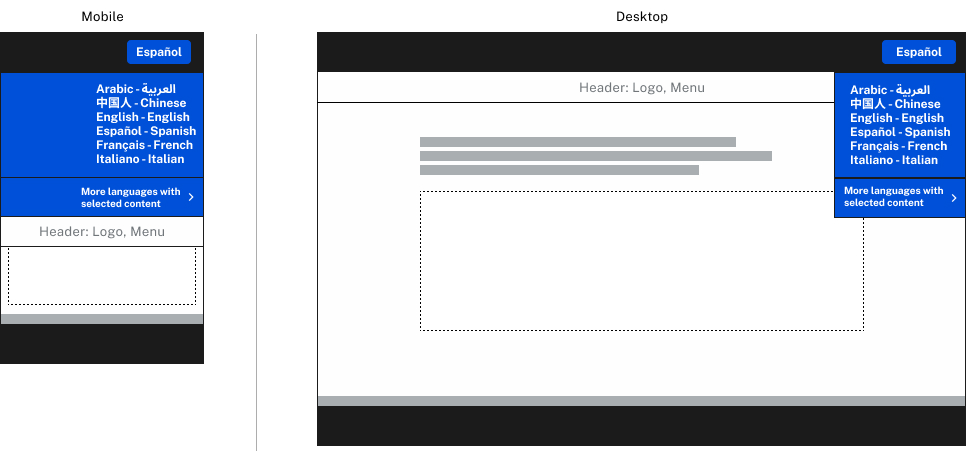 Mobile
Español
Arabic - العربية
中国人 - Chinese
English - English
Español - Spanish
Français - French
Italiano - Italian
More languages with
selected content
Header: Logo, Menu
Desktop
Español
Header: Logo, Menu
Arabic - العربية
中国人 - Chinese
English - English
Español - Spanish
Français - French
Italiano - Italian
More languages with
selected content